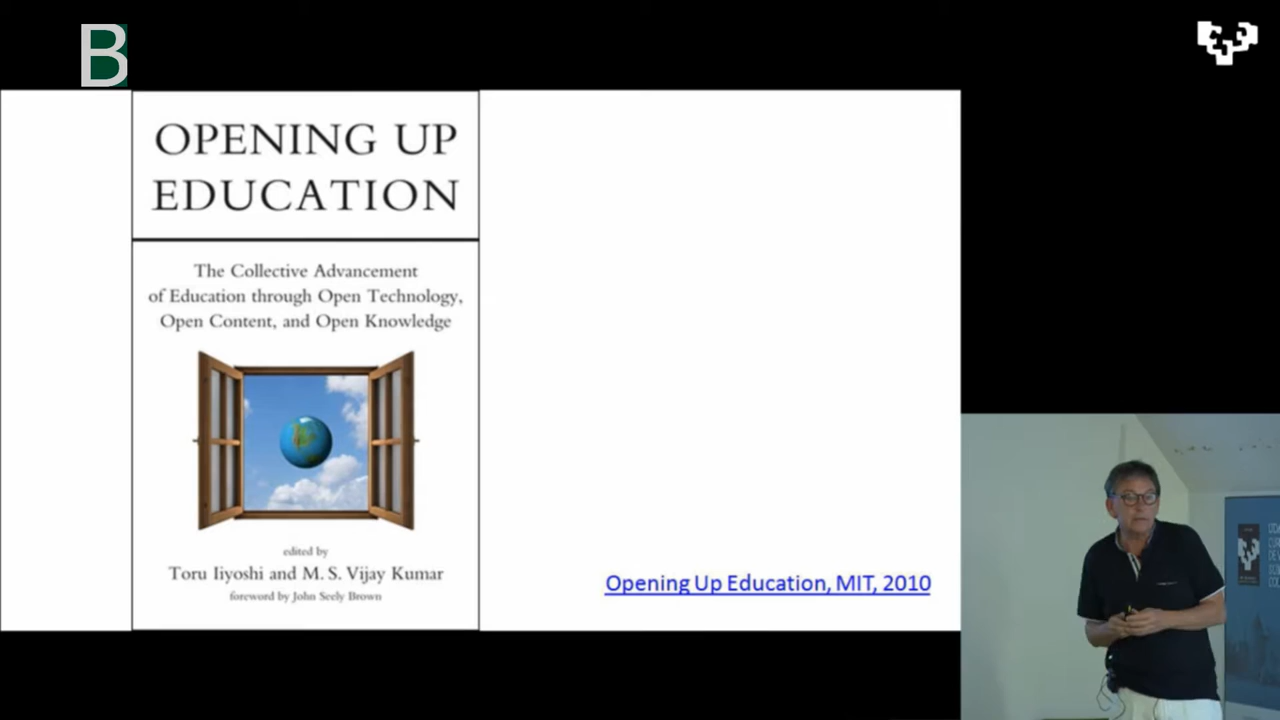 B
OPENING UP
EDUCATION
The Collective Advancement
of Education through Open Technology,
Open Content, and Open Knowledge
edited by
Toru Iiyoshi and M. S. Vijay Kumar
foreword by John Seely Brown
Opening Up Education, MIT, 2010